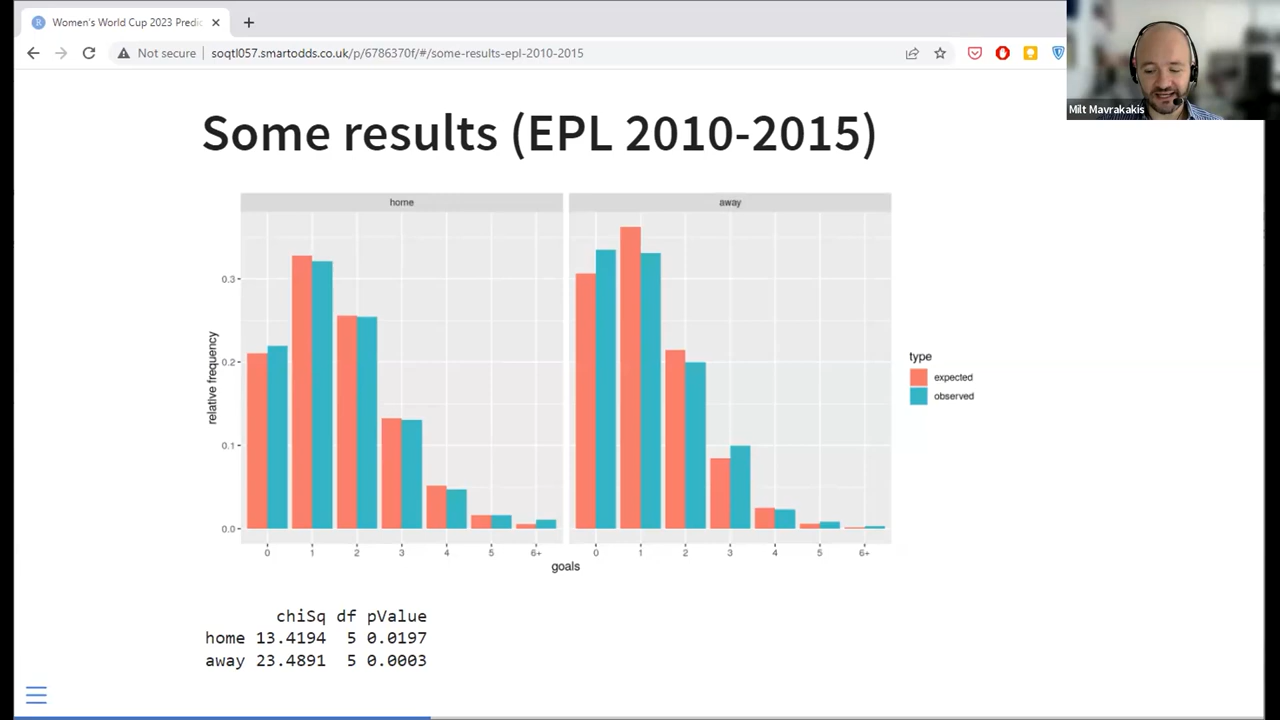 Women's World Cup 2023 Predic
Not secure
soqtl057.smartodds.co.uk/p/6786370f/#/some-results-epl-2010-2015
Milt Mavrakakis
Some results (EPL 2010-2015)
home
away
relative frequency
0.3
0.2
0.1
0.0
0 1 2 3 4 5 6+
0 1 2 3 4 5 6+
goals
type
expected
observed
chiSq df pValue
home 13.4194 5 0.0197
away 23.4891 5 0.0003